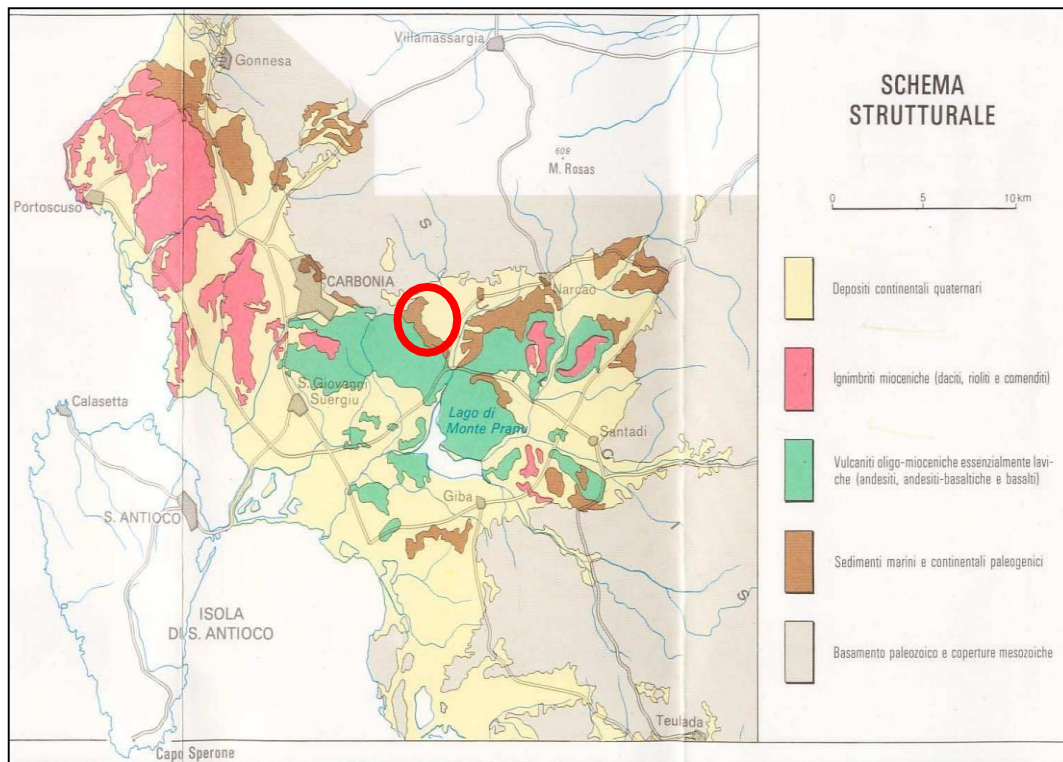 Villamassargia
Gonnesa
609
M. Rosas
Portoscuso
S
U
L
CARBONIA
Narcao
S. Giovanni
Suergiu
Calasetta
Lago di
Monte Pranu
Santadi
C
S. ANTIOCO
Giba
I
ISOLA
DI S. ANTIOCO
S
Teulada
Capo Sperone
SCHEMA
STRUTTURALE
0 5 10 km
Depositi continentali quaternari
Ignimbriti mioceniche (daciti, rioliti e comenditi)
Vulcaniti oligo-mioceniche essenzialmente lavi-
che (andesiti, andesiti-basaltiche e basalti)
Sedimenti marini e continentali paleogenici
Basamento paleozoico e coperture mesozoiche